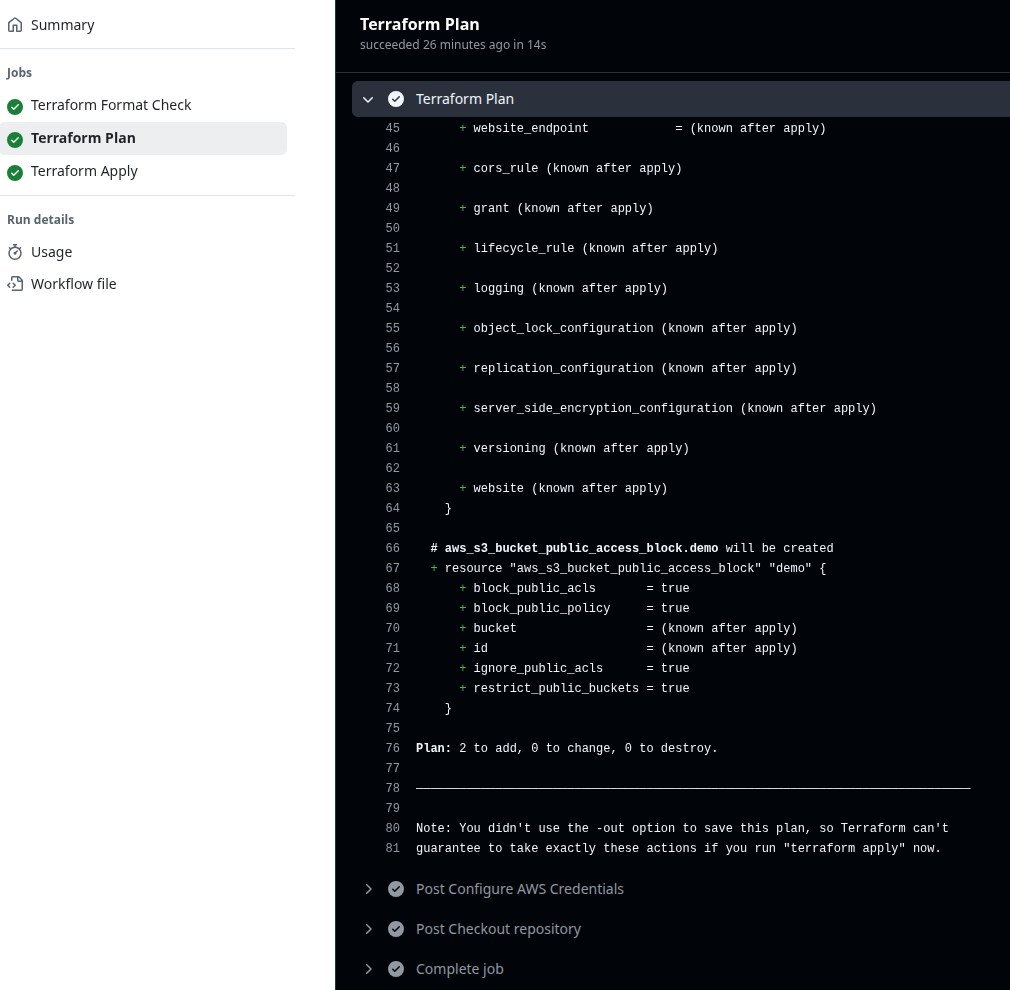 Summary
Jobs
Terraform Format Check
Terraform Plan
Terraform Apply
Run details
Usage
Workflow file
Terraform Plan
succeeded 26 minutes ago in 14s
Terraform Plan
45 + website_endpoint = (known after apply)
46
47 + cors_rule (known after apply)
48
49 + grant (known after apply)
50
51 + lifecycle_rule (known after apply)
52
53 + logging (known after apply)
54
55 + object_lock_configuration (known after apply)
56
57 + replication_configuration (known after apply)
58
59 + server_side_encryption_configuration (known after apply)
60
61 + versioning (known after apply)
62
63 + website (known after apply)
64 }
65
66 # aws_s3_bucket_public_access_block.demo will be created
67 + resource "aws_s3_bucket_public_access_block" "demo" {
68 + block_public_acls = true
69 + block_public_policy = true
70 + bucket = (known after apply)
71 + id = (known after apply)
72 + ignore_public_acls = true
73 + restrict_public_buckets = true
74 }
75
76 Plan: 2 to add, 0 to change, 0 to destroy.
77
78 ─────────────────────────────────────────────────────────────────────────────
79
80 Note: You didn't use the -out option to save this plan, so Terraform can't
81 guarantee to take exactly these actions if you run "terraform apply" now.
Post Configure AWS Credentials
Post Checkout repository
Complete job